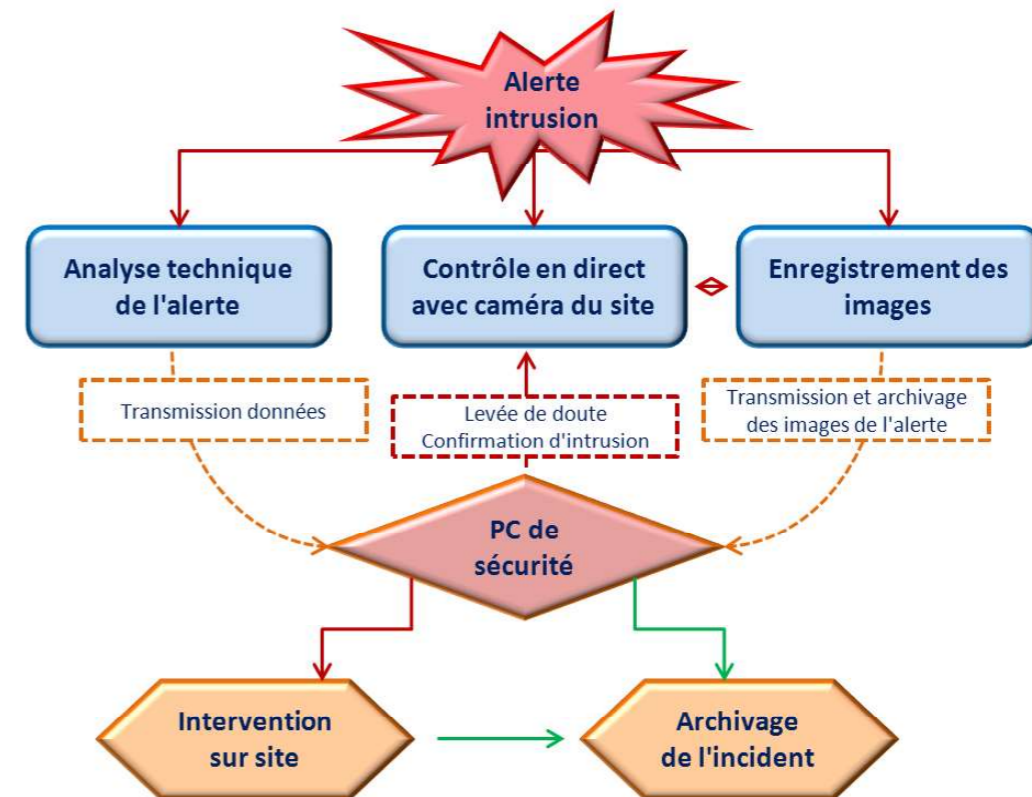 Alerte
intrusion
Analyse technique
de l'alerte
Contrôle en direct
avec caméra du site
Enregistrement des
images
Transmission données
Levée de doute
Confirmation d'intrusion
Transmission et archivage
des images de l'alerte
PC de
sécurité
Intervention
sur site
Archivage
de l'incident